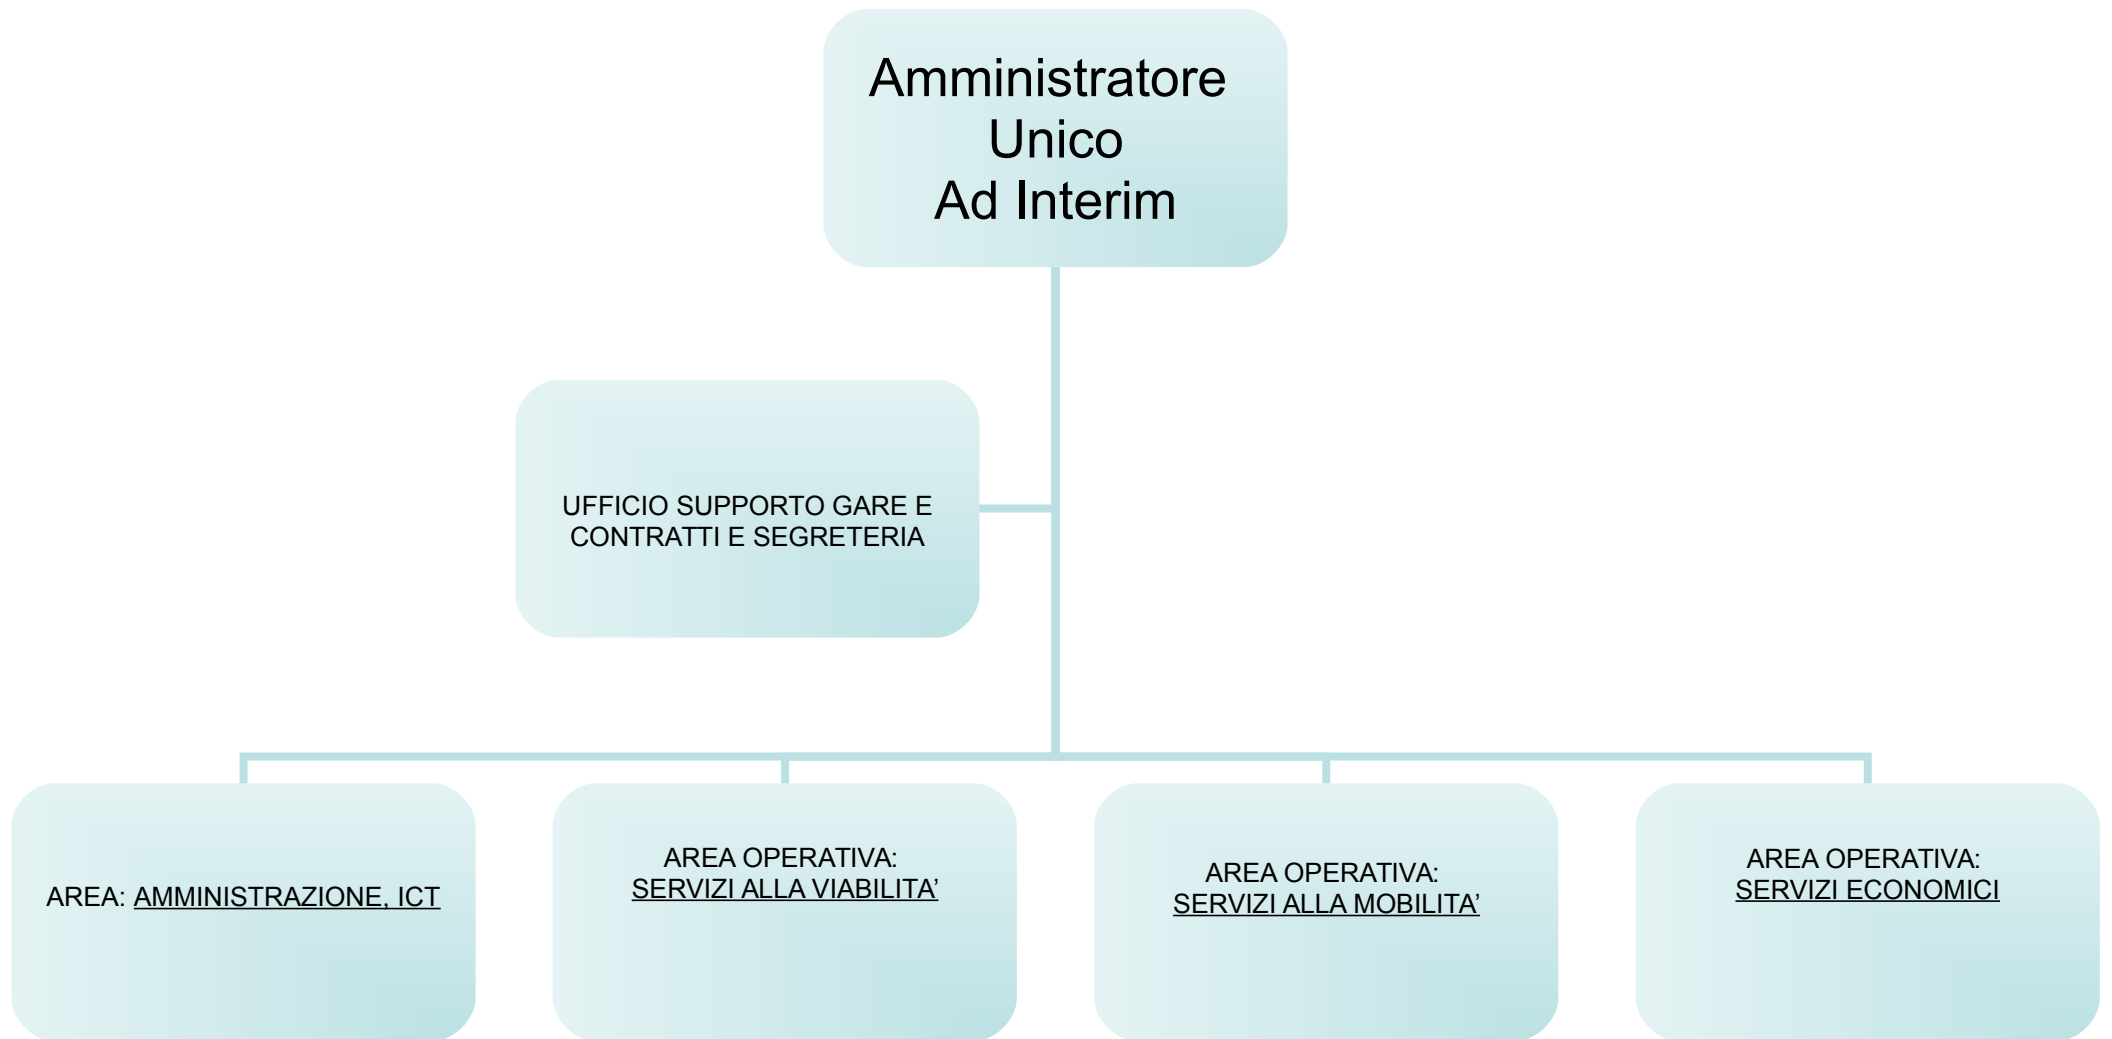 Amministratore
Unico
Ad Interim
UFFICIO SUPPORTO GARE E
CONTRATTI E SEGRETERIA
AREA: AMMINISTRAZIONE, ICT
AREA OPERATIVA:
SERVIZI ALLA VIABILITA’
AREA OPERATIVA:
SERVIZI ALLA MOBILITA’
AREA OPERATIVA:
SERVIZI ECONOMICI